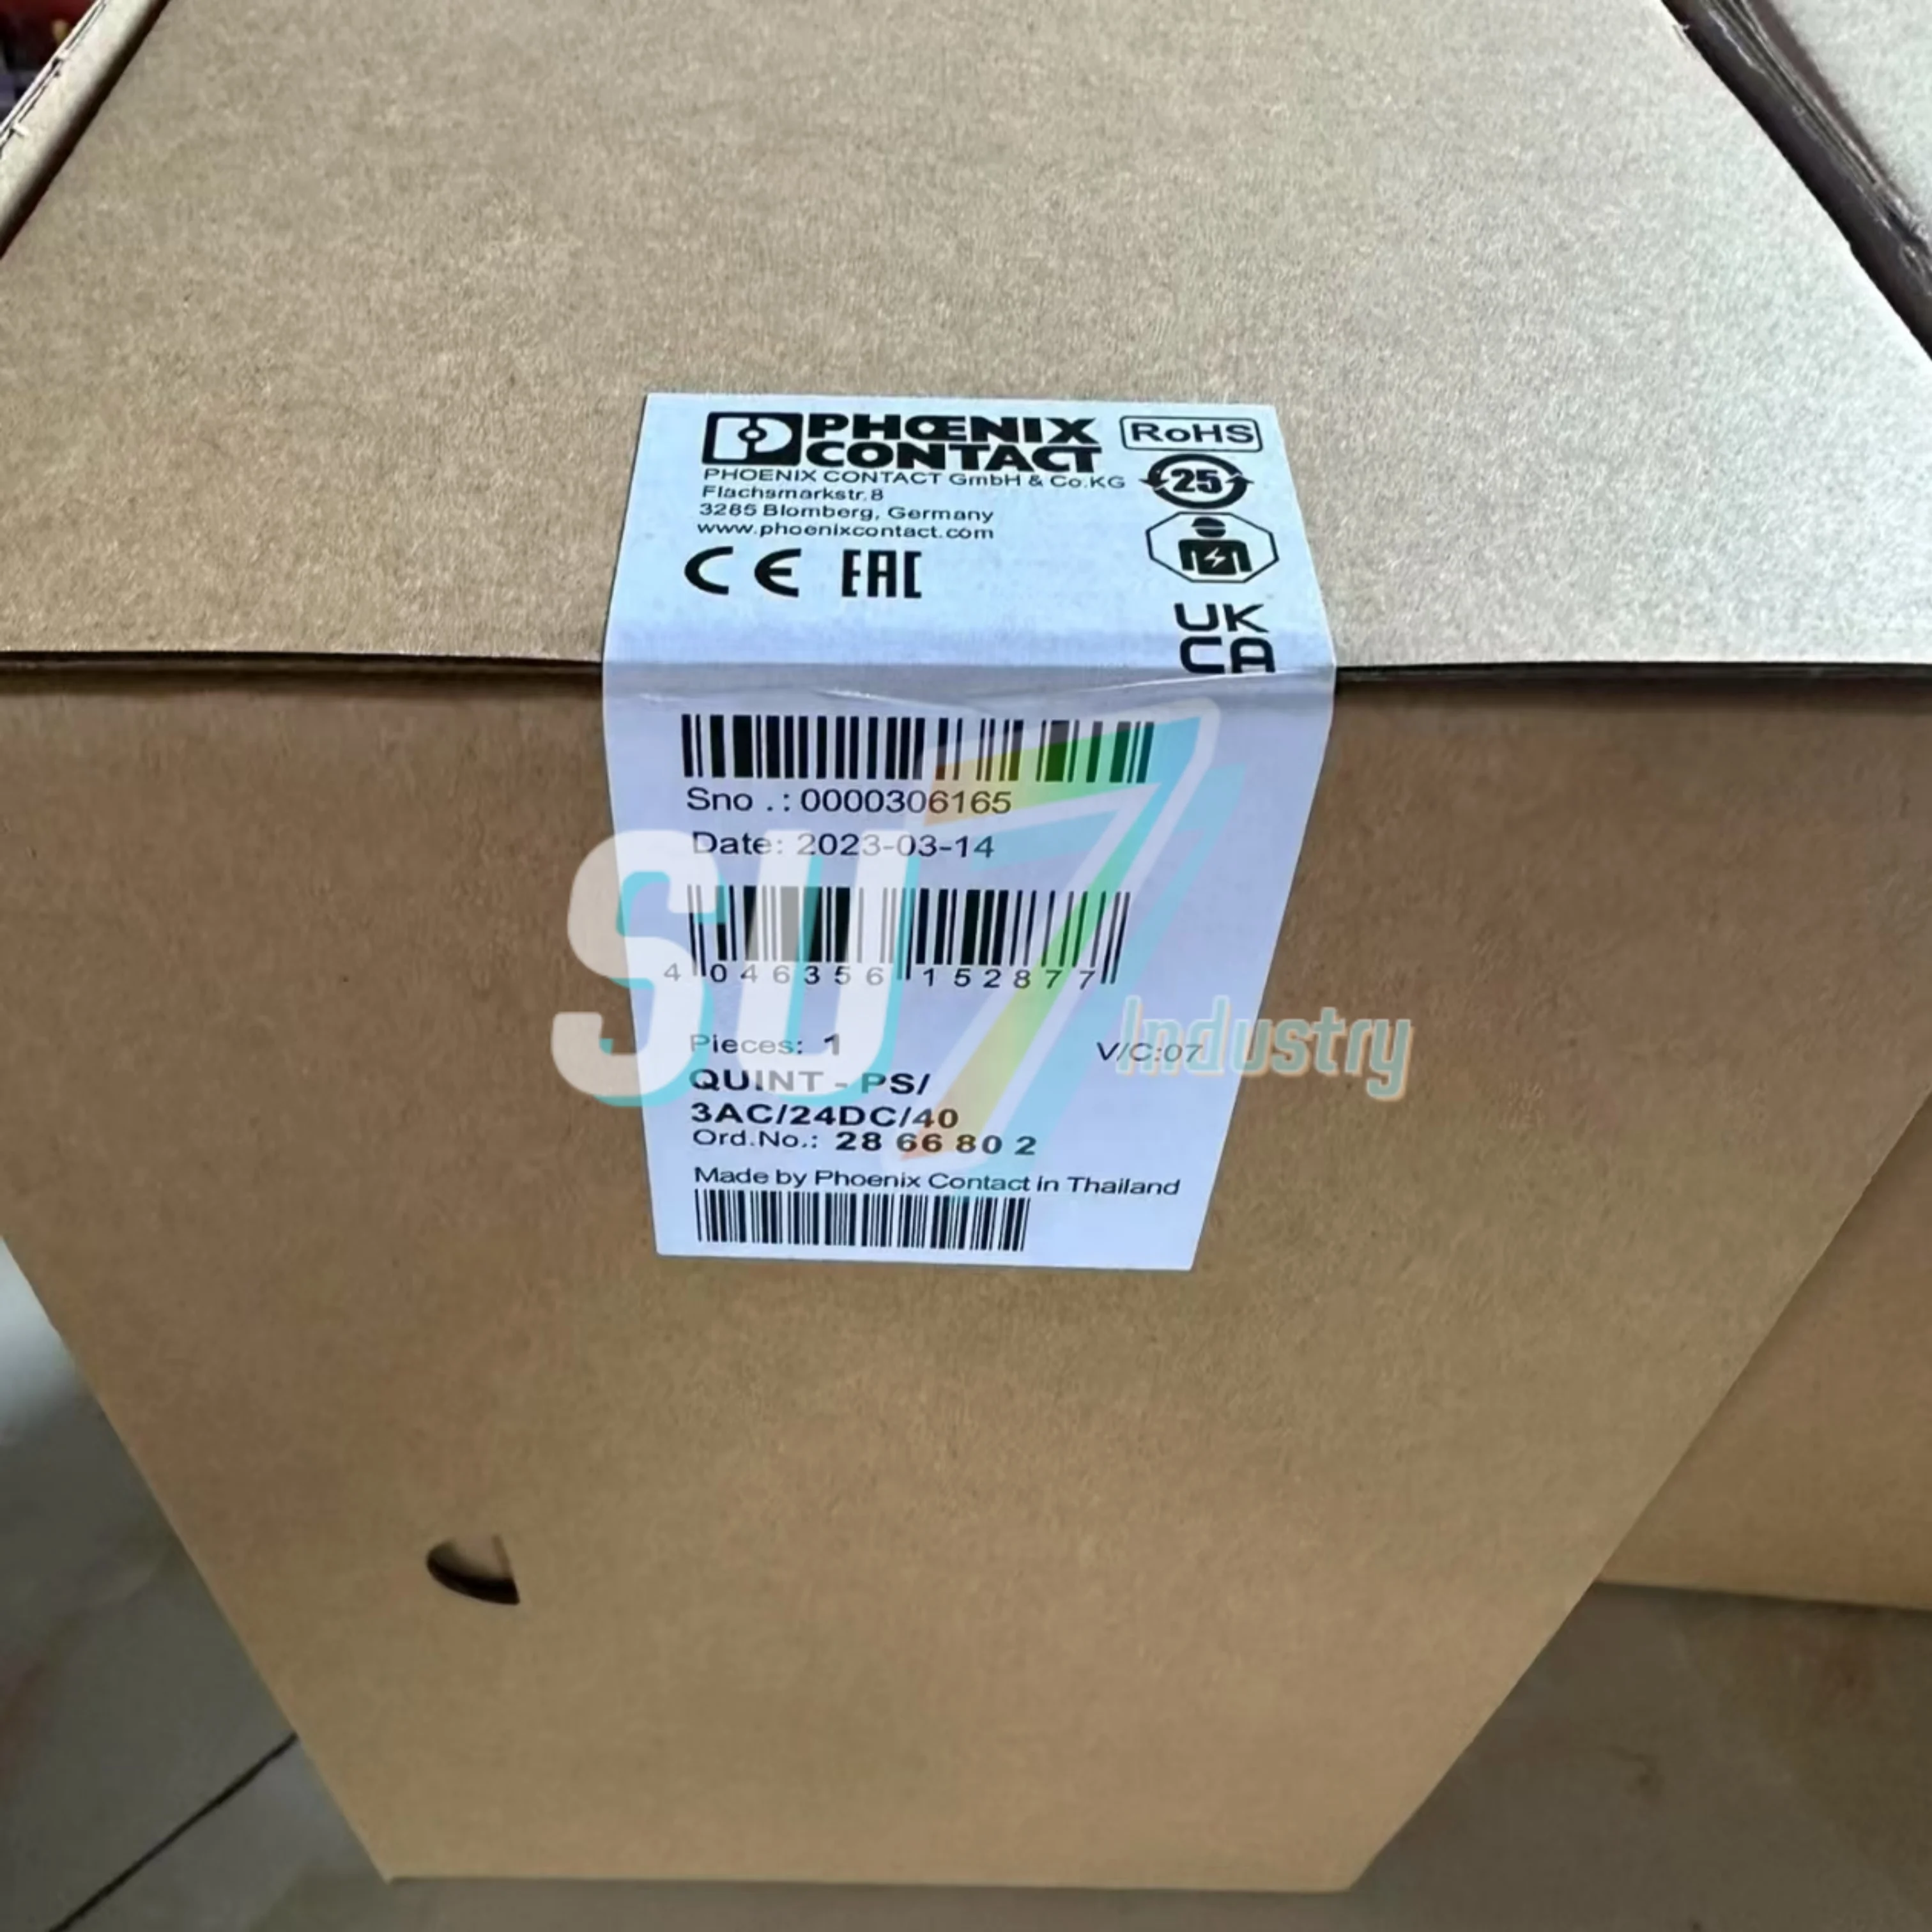 PHŒNIX
CONTACT
RoHS
PHOENIX CONTACT GmbH & Co.KG
25
Flachsmarkstr.8
3285 Blomberg, Germany
www.phoenixcontact.com
CE EAC
UK
CA
Sno .: 0000306165
Date: 2023-03-14
4 046356 152877
SU7
Industry
Pieces: 1 V/C:07
QUINT - PS/
3AC/24DC/40
Ord.No.: 28 66 80 2
Made by Phoenix Contact in Thailand